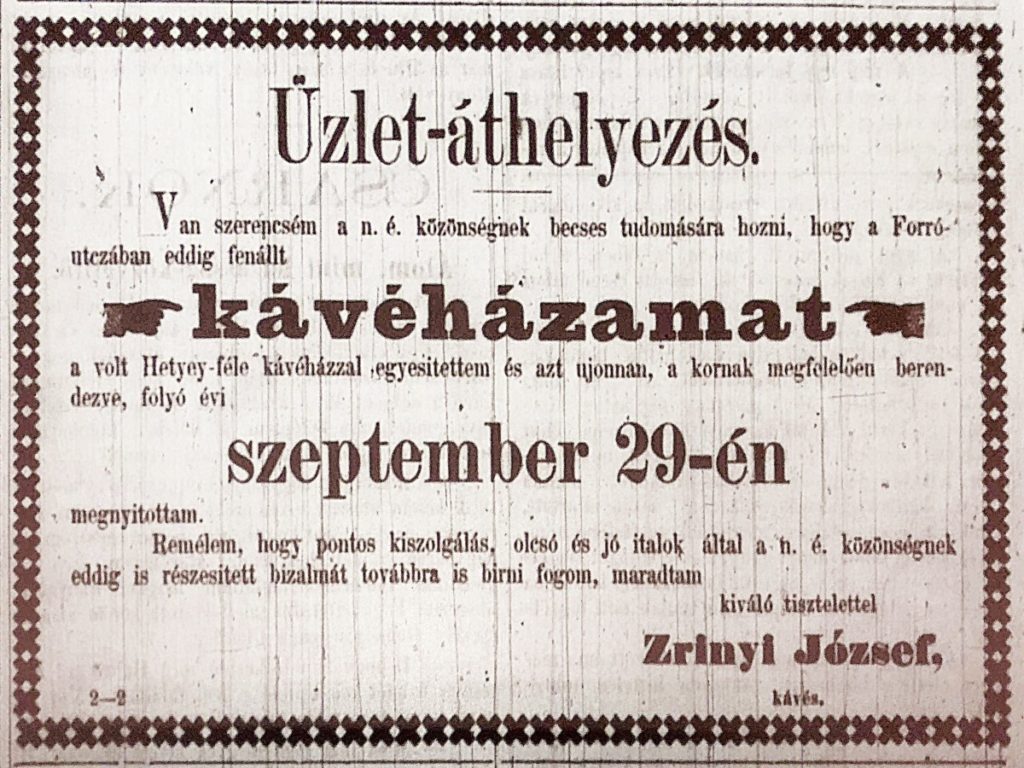 Üzlet-áthelyezés.
Van szerencsém a n. é. közönségnek becses tudomására hozni, hogy a Forró-
utczában eddig fenállt
kávéházamat
a volt Hetyey-féle kávéházzal egyesitettem és azt ujonnan, a kornak megfelelően beren-
dezve, folyó évi
szeptember 29-én
megnyitottam.
Remélem, hogy pontos kiszolgálás, olcsó és jó italok által a n. é. közönségnek
eddig is részesitett bizalmát továbbra is birni fogom, maradtam
kiváló tisztelettel
Zrinyi József,
2—2
kávés.